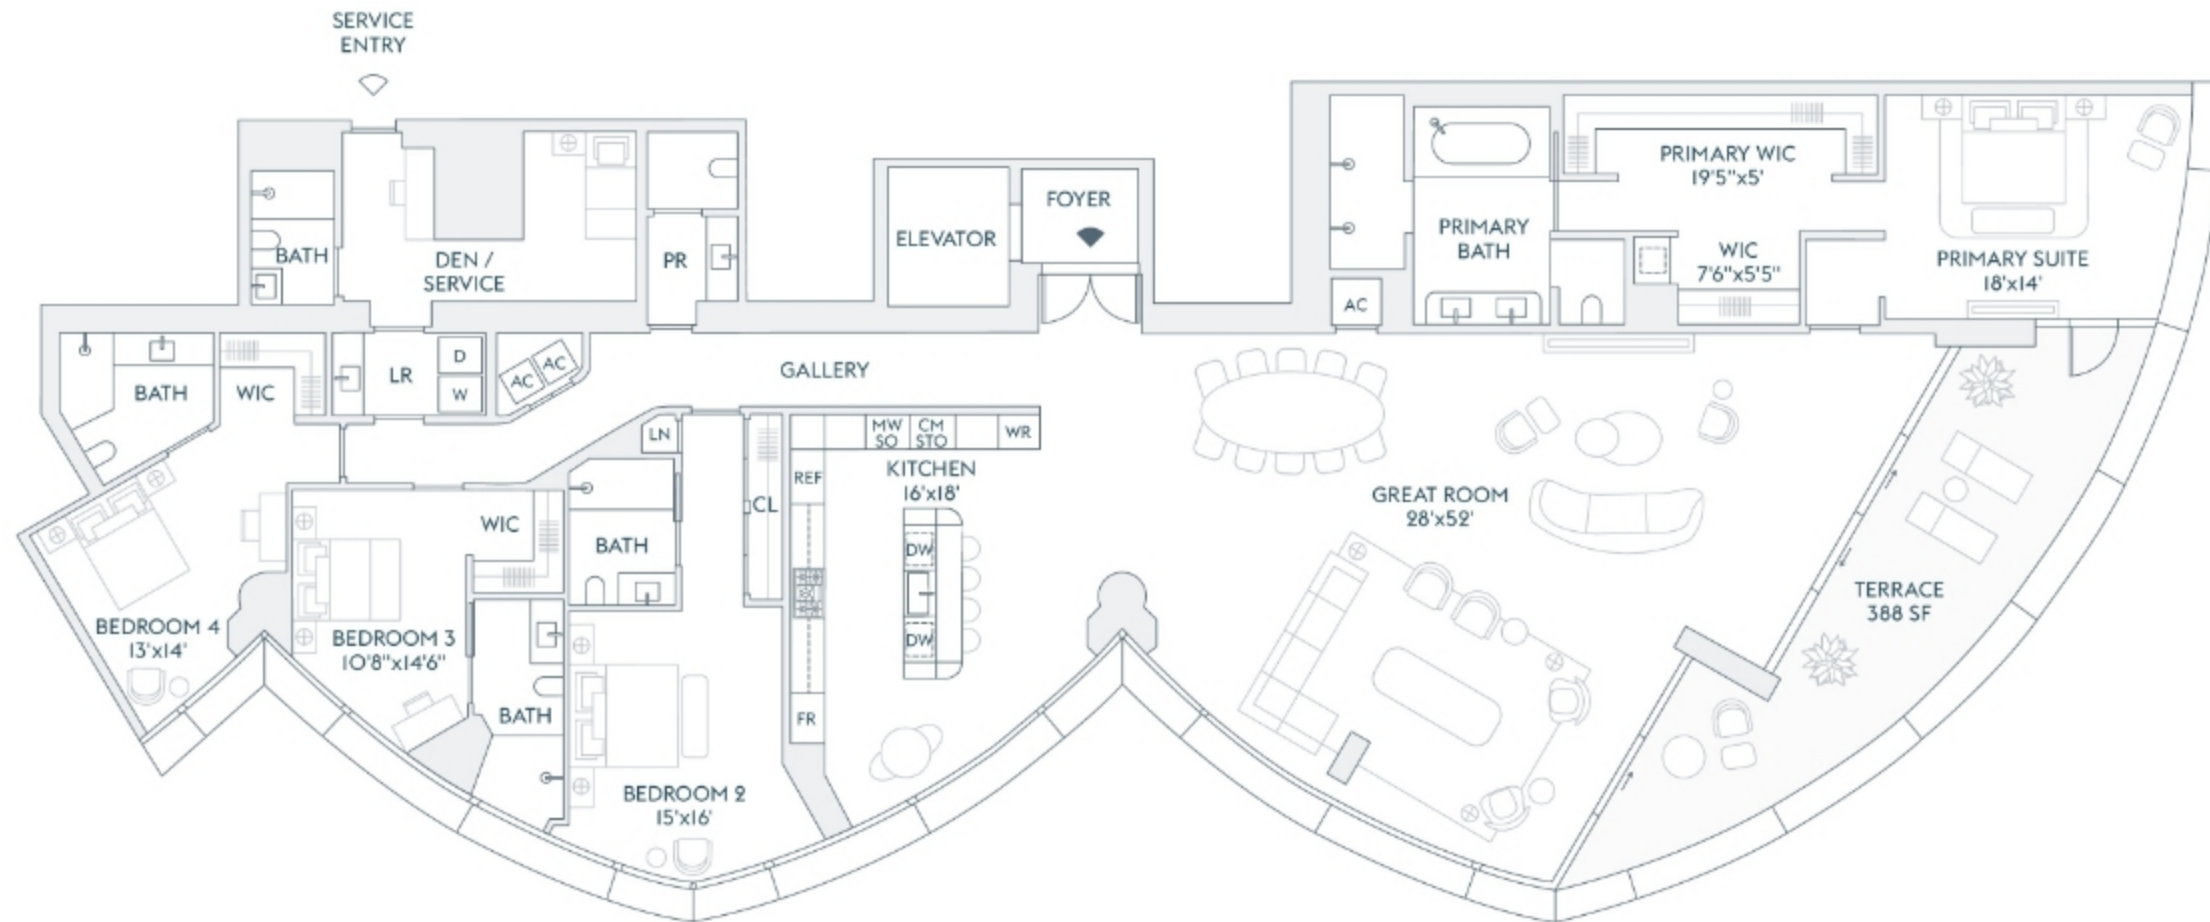 SERVICE
ENTRY
BATH
DEN /
SERVICE
PR
ELEVATOR
FOYER
PRIMARY
BATH
PRIMARY WIC
19'5"x5'
WIC
7'6"x5'5"
PRIMARY SUITE
18'x14'
AC
BATH
WIC
LR
D
W
AC
AC
GALLERY
LN
CL
MW
SO
CM
STO
WR
REF
KITCHEN
16'x18'
DW
DW
FR
GREAT ROOM
28'x52'
TERRACE
388 SF
WIC
BATH
BEDROOM 4
13'x14'
BEDROOM 3
10'8"x14'6"
BATH
BEDROOM 2
15'x16'